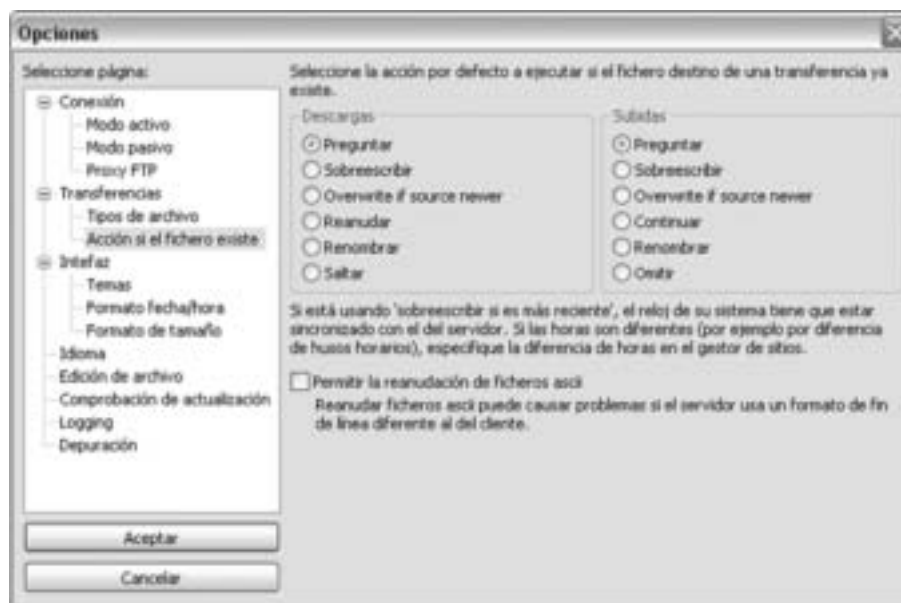 Opciones
Seleccione página:
Conexión
Modo activo
Modo pasivo
Proxy FTP
Transferencias
Tipos de archivo
Acción si el fichero existe
Intefaz
Temas
Formato fecha/hora
Formato de tamaño
Idioma
Edición de archivo
Comprobación de actualización
Logging
Depuración
Aceptar
Cancelar
Seleccione la acción por defecto a ejecutar si el fichero destino de una transferencia ya
existe.
Descargas
Preguntar
Sobreescribir
Overwrite if source newer
Reanudar
Renombrar
Saltar
Subidas
Preguntar
Sobreescribir
Overwrite if source newer
Continuar
Renombrar
Omitir
Si está usando 'sobreescribir si es más reciente', el reloj de su sistema tiene que estar
sincronizado con el del servidor. Si las horas son diferentes (por ejemplo por diferencia
de husos horarios), especifique la diferencia de horas en el gestor de sitios.
Permitir la reanudación de ficheros ascii
Reanudar ficheros ascii puede causar problemas si el servidor usa un formato de fin
de línea diferente al del cliente.